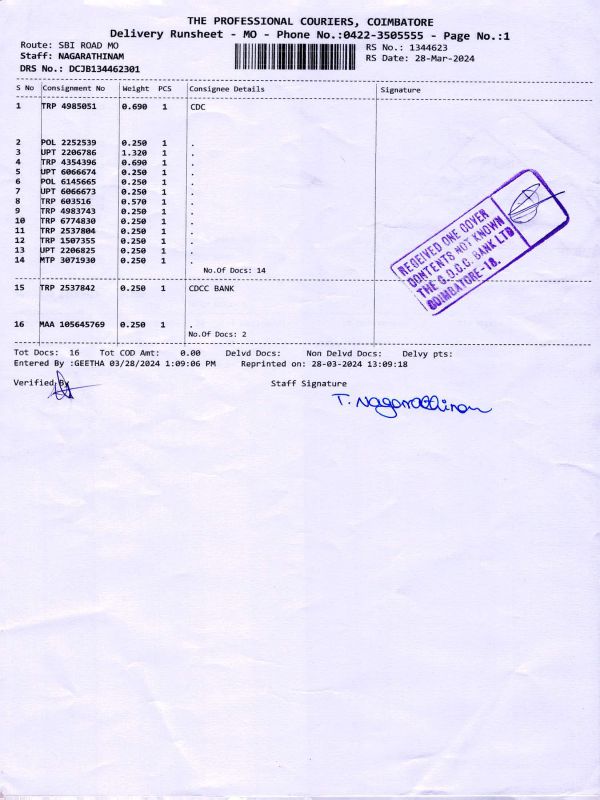 THE PROFESSIONAL COURIERS, COIMBATORE
Delivery Runsheet - MO - Phone No.:0422-3505555 - Page No.:1
Route: SBI ROAD MO
RS No.: 1344623
Staff: NAGARATHINAM
RS Date: 28-Mar-2024
DRS No.: DCJB134462301
S No Consignment No Weight PCS Consignee Details Signature
1 TRP 4985051 0.690 1 CDC
2 POL 2252539 0.250 1 .
3 UPT 2206786 1.320 1 .
4 TRP 4354396 0.690 1 .
5 UPT 6066674 0.250 1 .
6 POL 6145665 0.250 1 .
7 UPT 6066673 0.250 1 .
8 TRP 603516 0.570 1 .
9 TRP 4983743 0.250 1 .
10 TRP 6774830 0.250 1 .
11 TRP 2537804 0.250 1 .
12 TRP 1507355 0.250 1 .
13 UPT 2206825 0.250 1 .
14 MTP 3071930 0.250 1 .
No.Of Docs: 14
RECEIVED ONE COVER
CONTENTS NOT KNOWN
THE C.D.C.C. BANK LTD
COIMBATORE-18.
15 TRP 2537842 0.250 1 CDCC BANK
16 MAA 105645769 0.250 1 .
No.Of Docs: 2
Tot Docs: 16 Tot COD Amt: 0.00 Delvd Docs: Non Delvd Docs: Delvy pts:
Entered By :GEETHA 03/28/2024 1:09:06 PM Reprinted on: 28-03-2024 13:09:18
Verified By
Staff Signature
T. Nagarathinam